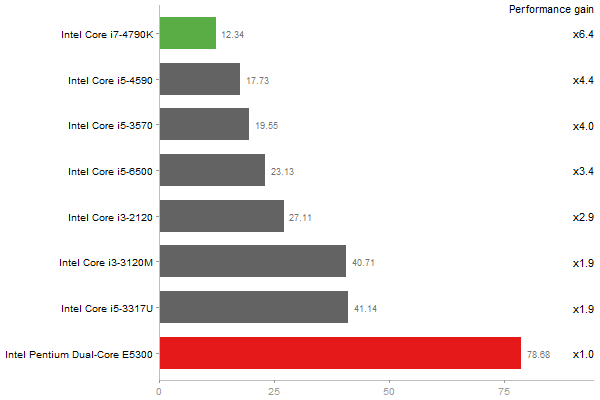 Performance gain
Intel Core i7-4790K 12.34 x6.4
Intel Core i5-4590 17.73 x4.4
Intel Core i5-3570 19.55 x4.0
Intel Core i5-6500 23.13 x3.4
Intel Core i3-2120 27.11 x2.9
Intel Core i3-3120M 40.71 x1.9
Intel Core i5-3317U 41.14 x1.9
Intel Pentium Dual-Core E5300 78.68 x1.0
0 25 50 75